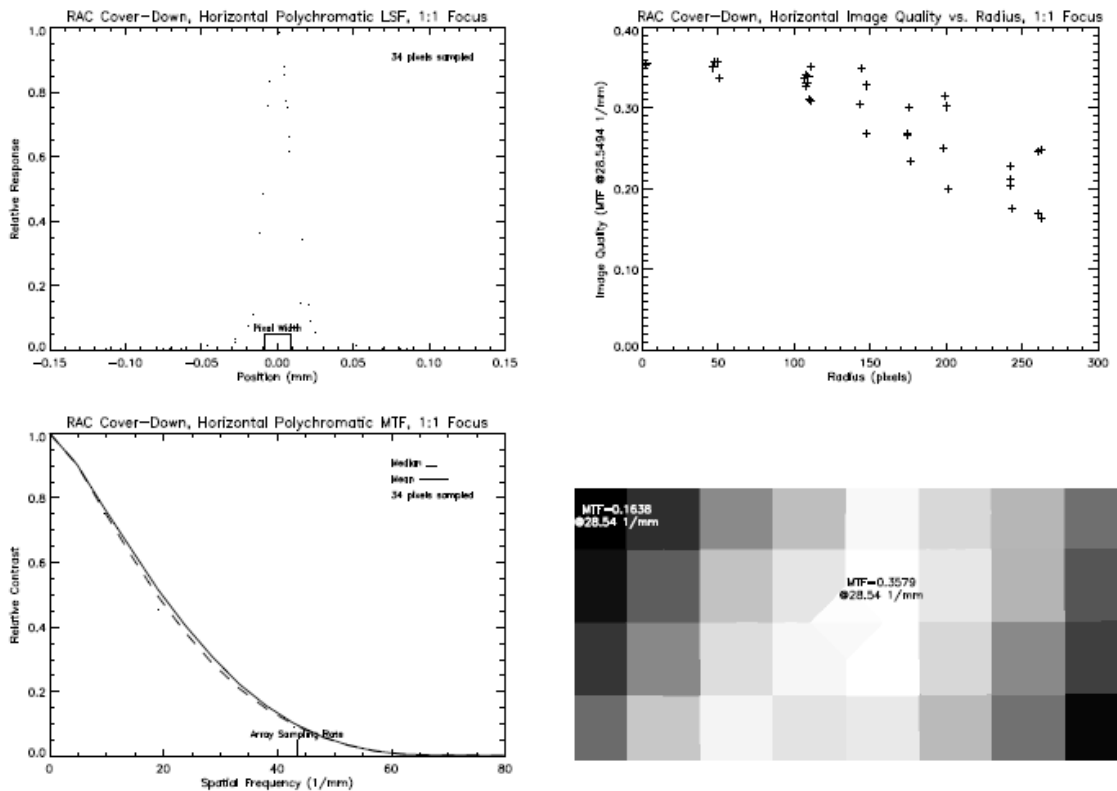 RAC Cover-Down, Horizontal Polychromatic LSF, 1:1 Focus
34 pixels sampled
1.0
0.8
0.6
0.4
0.2
0.0
Relative Response
Pixel Width
-0.15 -0.10 -0.05 0.00 0.05 0.10 0.15
Position (mm)
RAC Cover-Down, Horizontal Image Quality vs. Radius, 1:1 Focus
0.40
0.30
0.20
0.10
0.00
Image Quality (MTF @28.5494 1/mm)
0 50 100 150 200 250 300
Radius (pixels)
RAC Cover-Down, Horizontal Polychromatic MTF, 1:1 Focus
Median
Mean
34 pixels sampled
1.0
0.8
0.6
0.4
0.2
0.0
Relative Contrast
Array Sampling Rate
0 20 40 60 80
Spatial Frequency (1/mm)
MTF-0.1638
@28.54 1/mm
MTF-0.3579
@28.54 1/mm